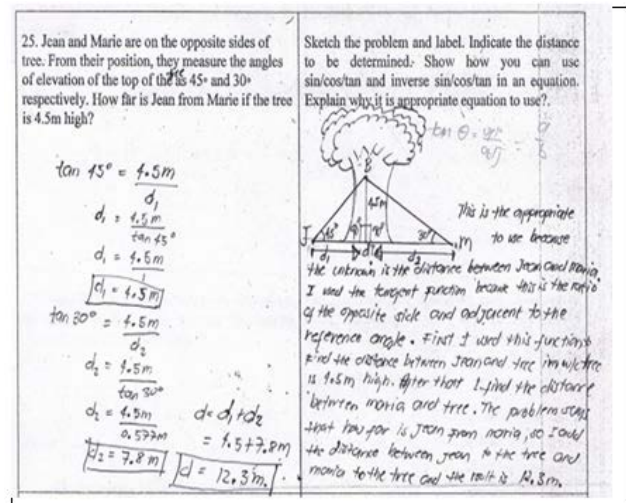 25. Jean and Marie are on the opposite sides of
tree. From their position, they measure the angles
of elevation of the top of the tree as 45° and 30°
respectively. How far is Jean from Marie if the tree
is 4.5m high?
tan 45° = 4.5m / d₁
d₁ = 4.5m / tan 45°
d₁ = 4.5m / 1
d₁ = 4.5m
tan 30° = 4.5m / d₂
d₂ = 4.5m / tan 30°
d₂ = 4.5m / 0.577m
d₂ = 7.8m
d = d₁ + d₂
= 4.5 + 7.8m
d = 12.3m.
Sketch the problem and label. Indicate the distance
to be determined. Show how you can use
sin/cos/tan and inverse sin/cos/tan in an equation.
Explain why it is appropriate equation to use?.
tan θ =
B
4.5m
J 45° 90° 90° 30° M
d₁ d d₂
This is the appropriate
to use because
the unknown is the distance between Jean and maria,
I used the tangent function because this is the ratio
of the opposite side and adjacent to the
reference angle. First I used this function to
Find the distance between Jean and tree
is 4.5m high. After that I find the distance
between maria and tree. The problem
that how far is Jean from maria, so I add
the distance between Jean to the tree and
maria to the tree and the result is 12.3m.